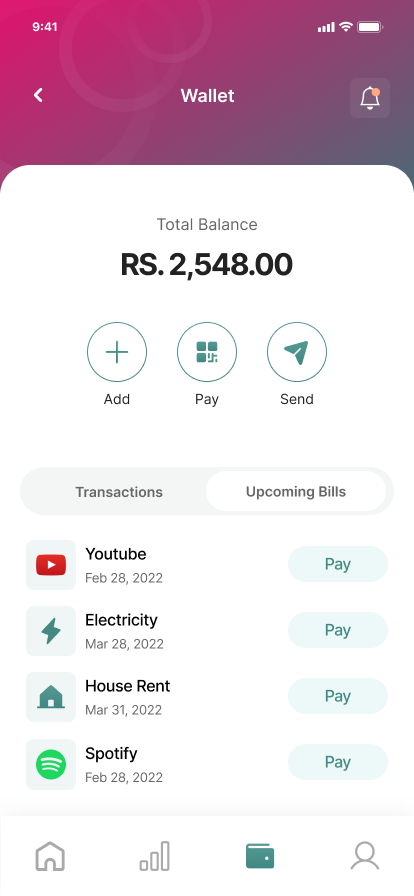 9:41
Wallet
Total Balance
RS. 2,548.00
Add Pay Send
Transactions Upcoming Bills
Youtube
Feb 28, 2022
Pay
Electricity
Mar 28, 2022
Pay
House Rent
Mar 31, 2022
Pay
Spotify
Feb 28, 2022
Pay